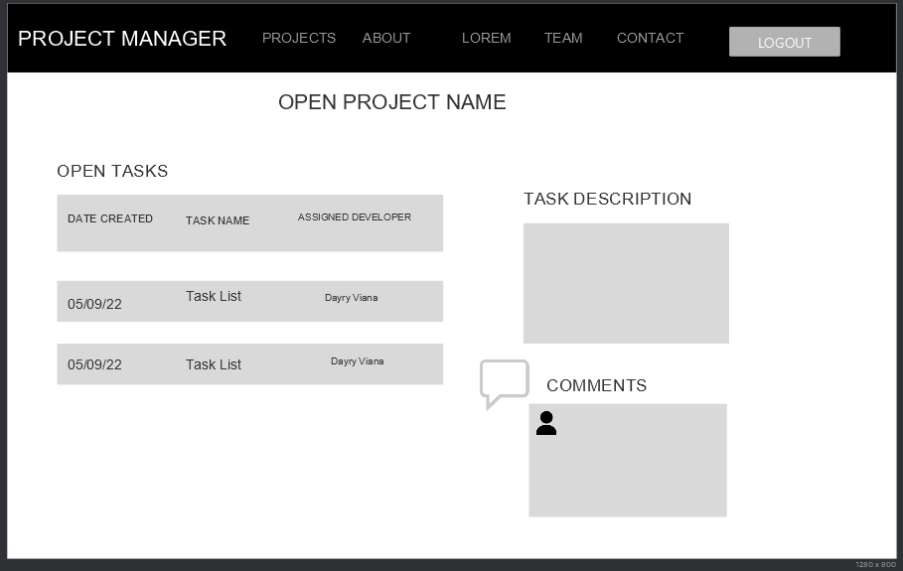 PROJECT MANAGER PROJECTS ABOUT LOREM TEAM CONTACT LOGOUT
OPEN PROJECT NAME
OPEN TASKS
DATE CREATED TASK NAME ASSIGNED DEVELOPER
05/09/22 Task List Dayry Viana
05/09/22 Task List Dayry Viana
TASK DESCRIPTION
COMMENTS
1280 x 800